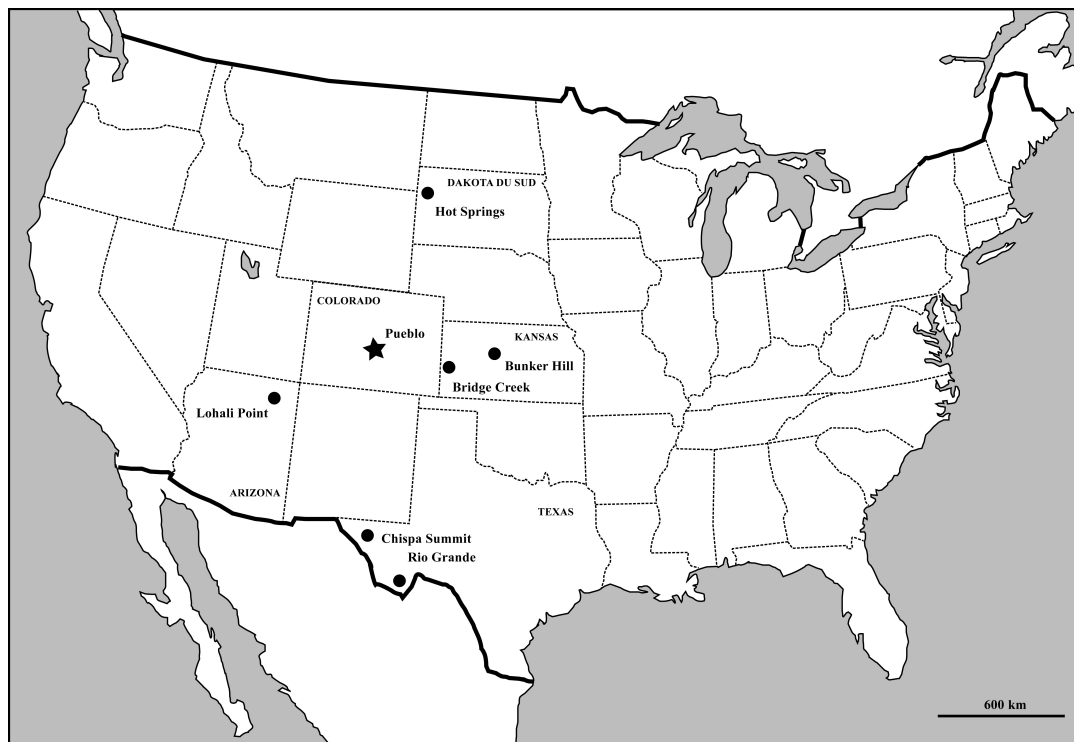 DAKOTA DU SUD
Hot Springs
COLORADO
Pueblo
KANSAS
Bunker Hill
Bridge Creek
Lohali Point
ARIZONA
TEXAS
Chispa Summit
Rio Grande
600 km